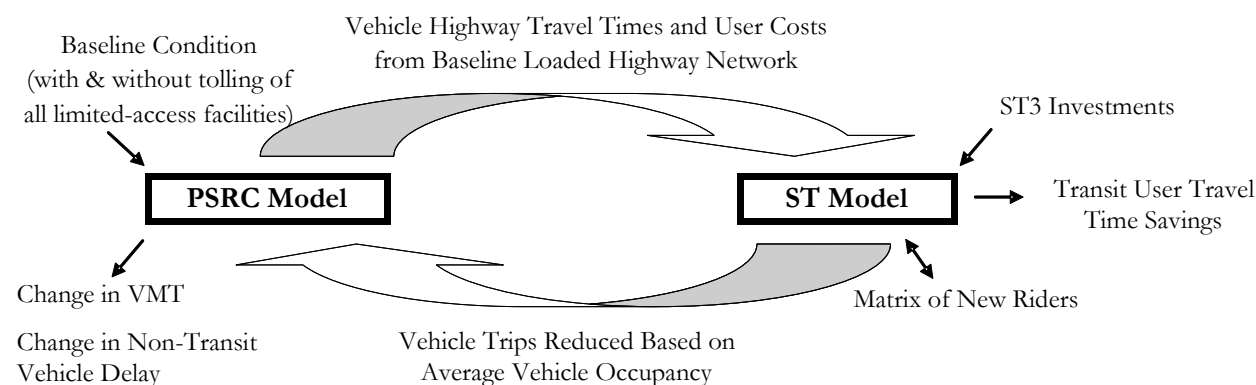 Vehicle Highway Travel Times and User Costs
from Baseline Loaded Highway Network
Baseline Condition
(with & without tolling of
all limited-access facilities)
ST3 Investments
PSRC Model
ST Model
Transit User Travel
Time Savings
Change in VMT
Change in Non-Transit
Vehicle Delay
Vehicle Trips Reduced Based on
Average Vehicle Occupancy
Matrix of New Riders